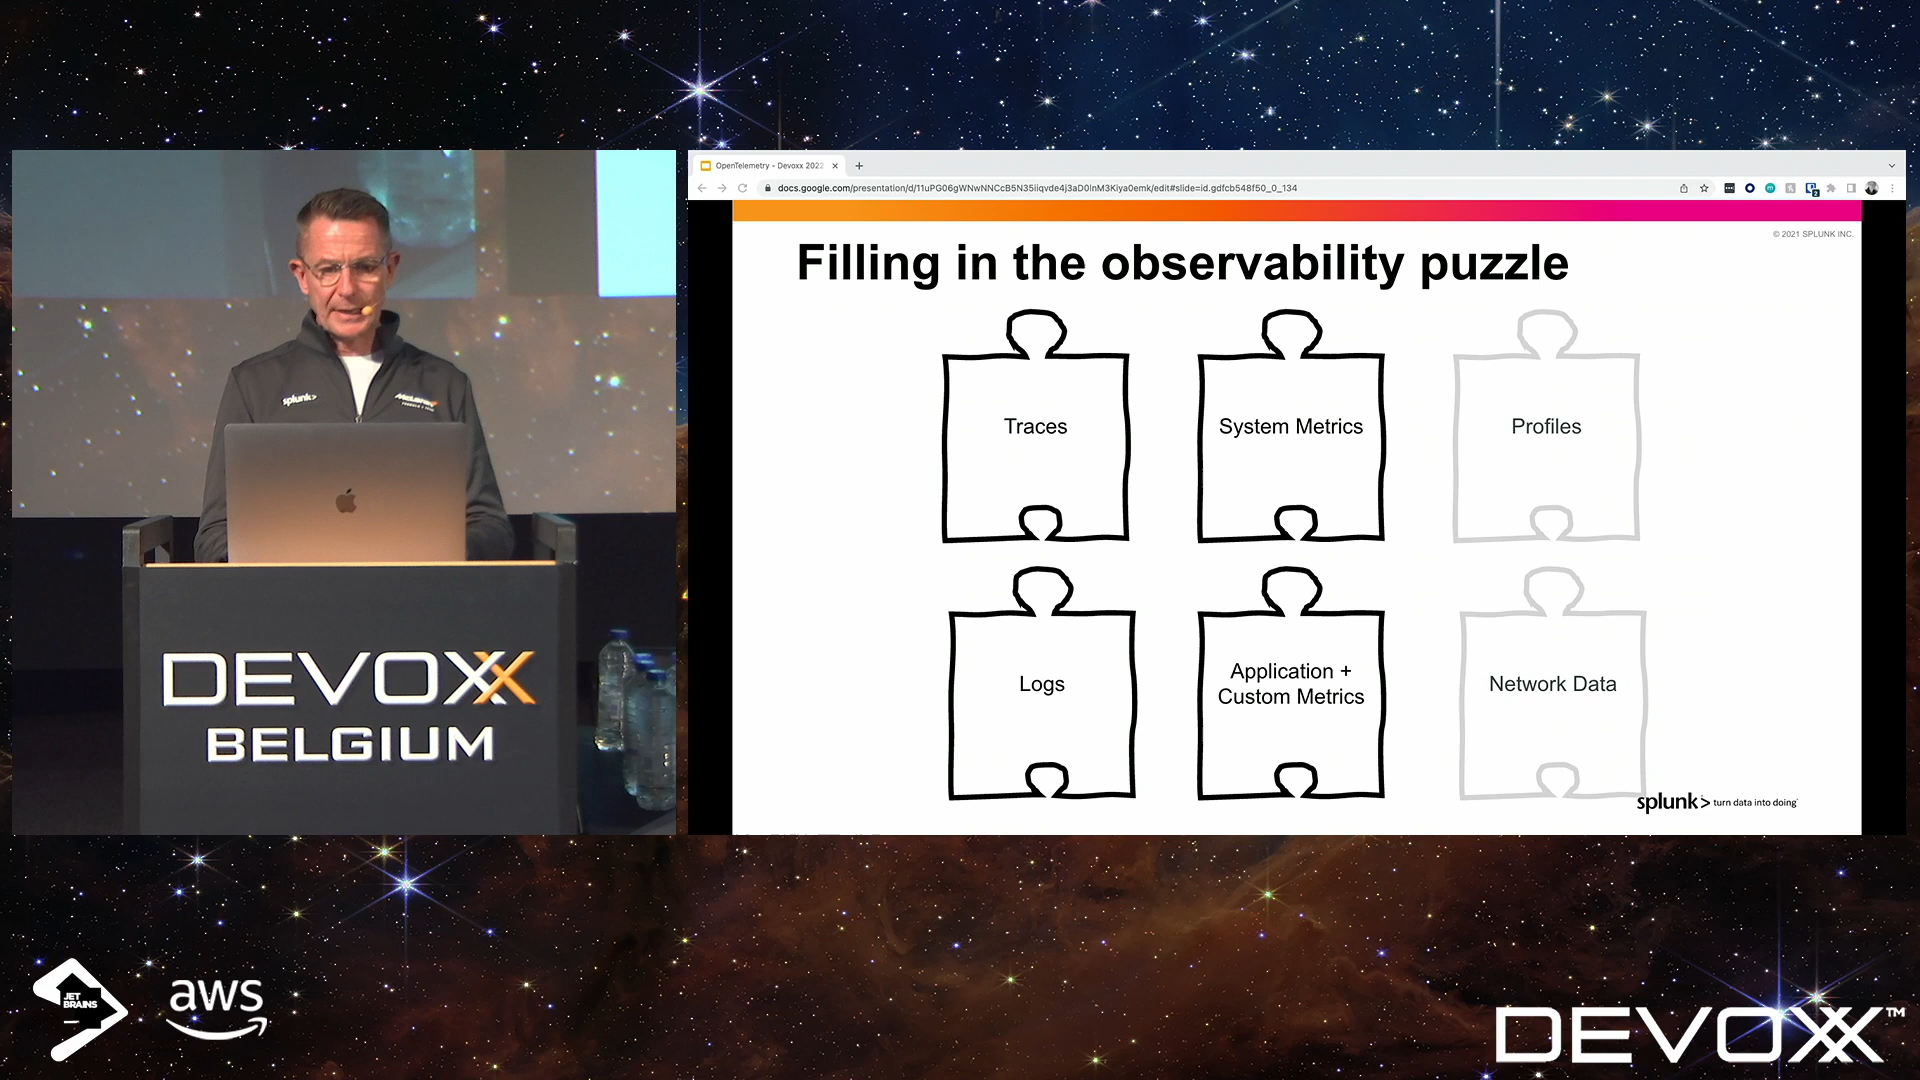 OpenTelemetry - Devoxx 2022
docs.google.com/presentation/d/11uPG06gWNwNNCcB5N35iiqvde4j3aD0lnM3Kiya0emk/edit#slide=id.gdfcb548f50_0_134
© 2021 SPLUNK INC.
Filling in the observability puzzle
Traces
System Metrics
Profiles
Logs
Application +
Custom Metrics
Network Data
splunk> turn data into doing
splunk>
McLaren
DEVOXX
BELGIUM
JET
BRAINS
aws
DEVOXX™